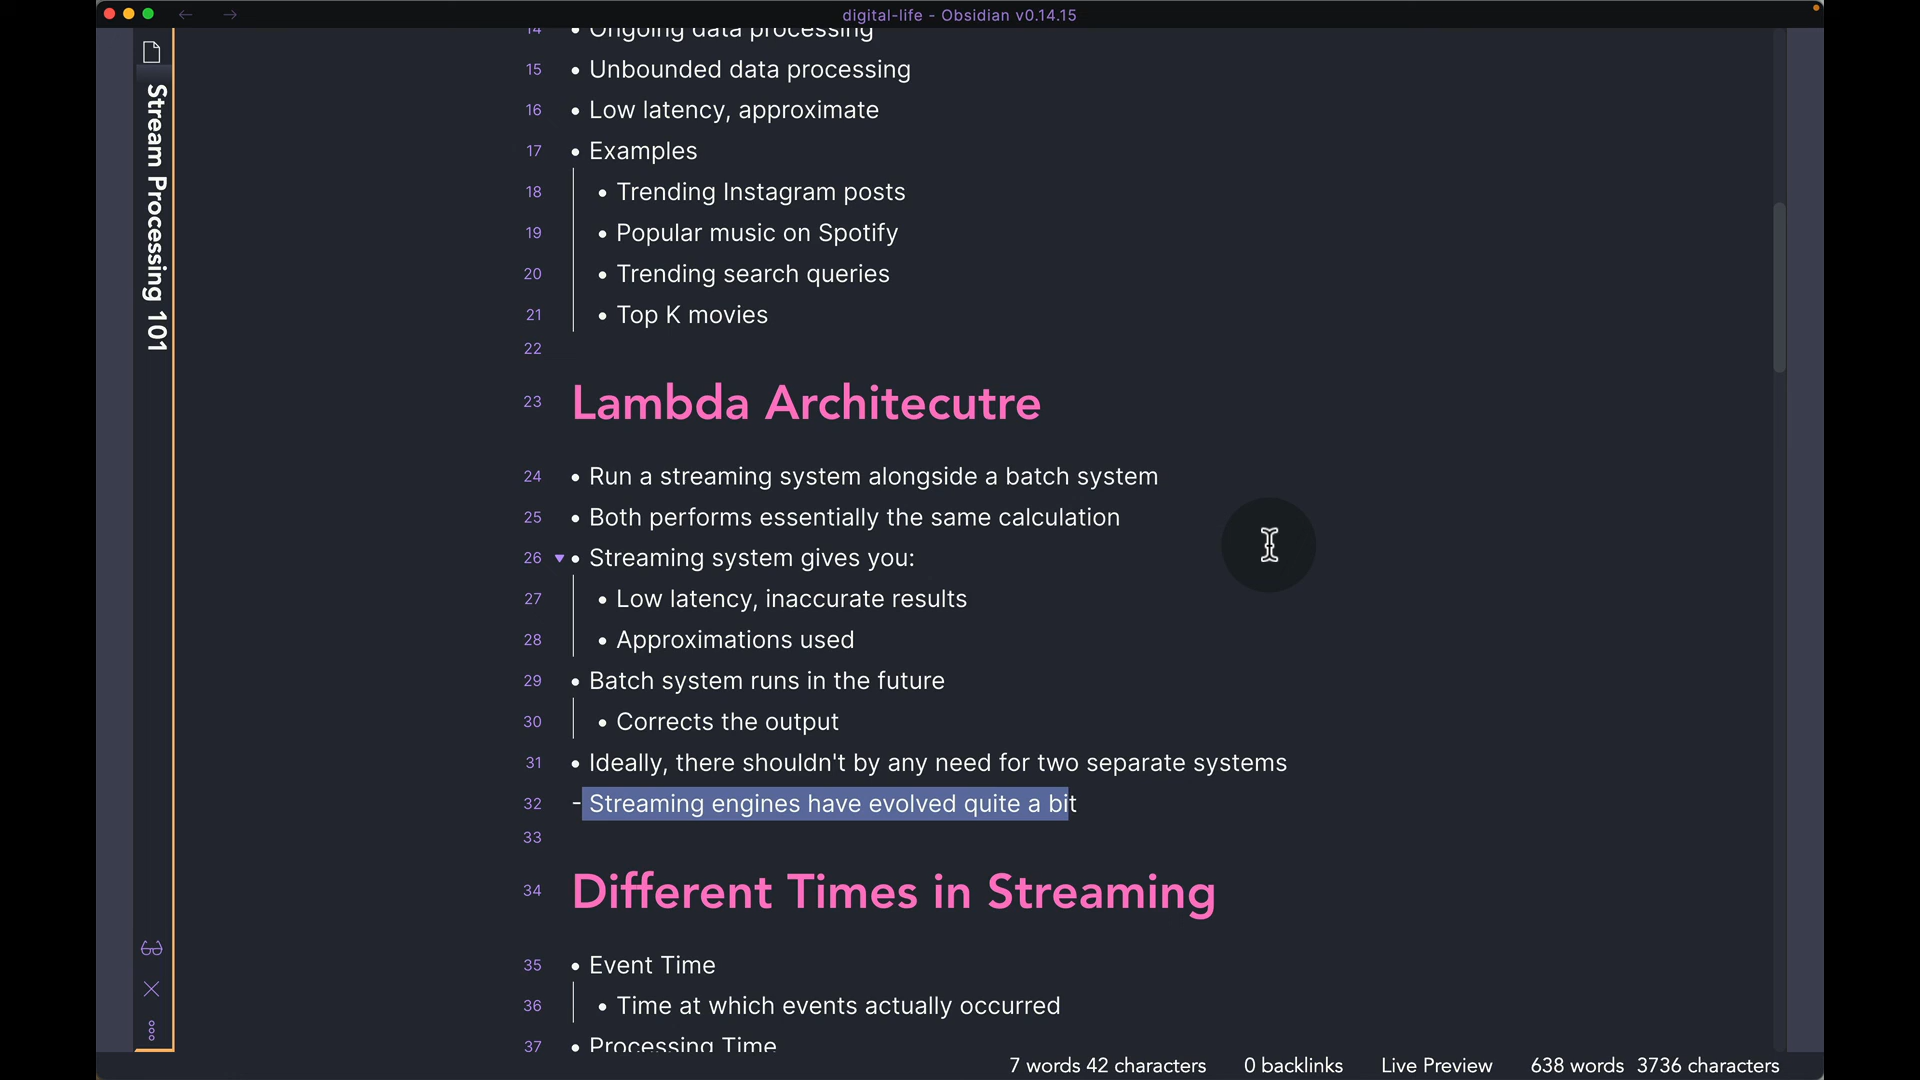 digital-life - Obsidian v0.14.15
Stream Processing 101
14 • Ongoing data processing
15 • Unbounded data processing
16 • Low latency, approximate
17 • Examples
18 • Trending Instagram posts
19 • Popular music on Spotify
20 • Trending search queries
21 • Top K movies
22
23 Lambda Architecutre
24 • Run a streaming system alongside a batch system
25 • Both performs essentially the same calculation
26 • Streaming system gives you:
27 • Low latency, inaccurate results
28 • Approximations used
29 • Batch system runs in the future
30 • Corrects the output
31 • Ideally, there shouldn't by any need for two separate systems
32 - Streaming engines have evolved quite a bit
33
34 Different Times in Streaming
35 • Event Time
36 • Time at which events actually occurred
37 • Processing Time
7 words 42 characters 0 backlinks Live Preview 638 words 3736 characters